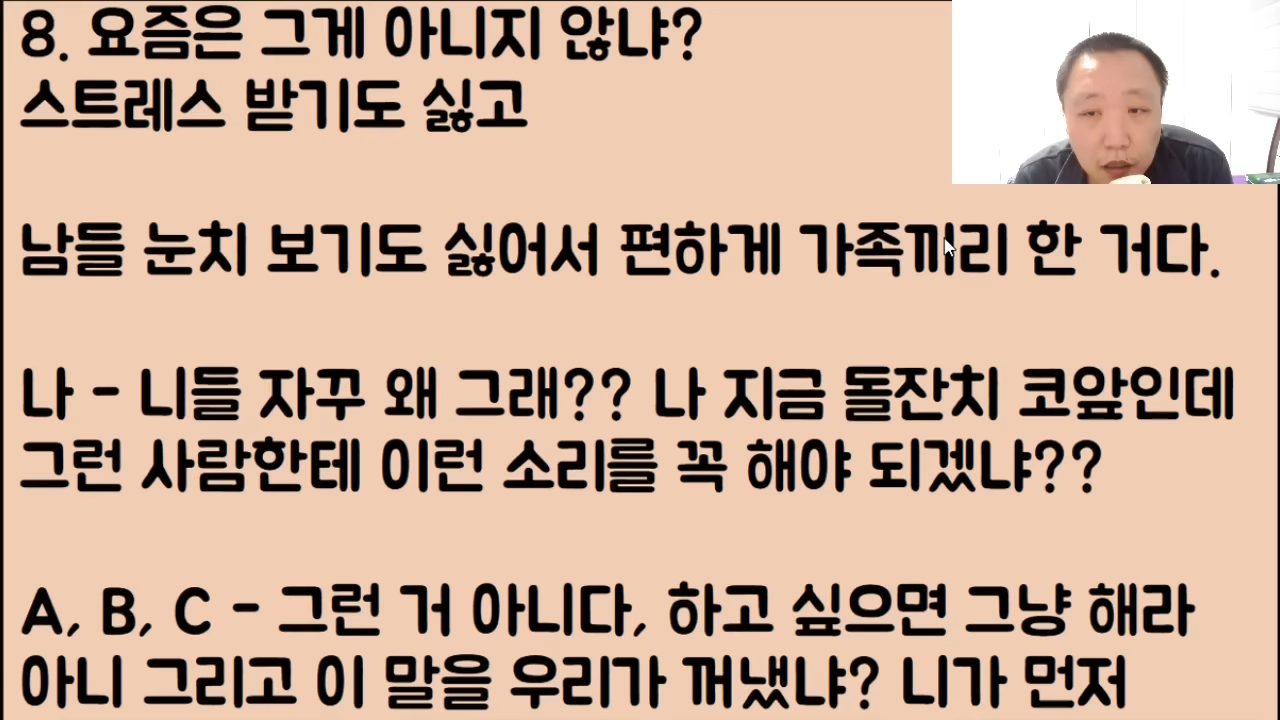 8. 요즘은 그게 아니지 않냐?
스트레스 받기도 싫고
남들 눈치 보기도 싫어서 편하게 가족끼리 한 거다.
나 - 니들 자꾸 왜 그래?? 나 지금 돌잔치 코앞인데
그런 사람한테 이런 소리를 꼭 해야 되겠냐??
A, B, C - 그런 거 아니다, 하고 싶으면 그냥 해라
아니 그리고 이 말을 우리가 꺼냈냐? 니가 먼저